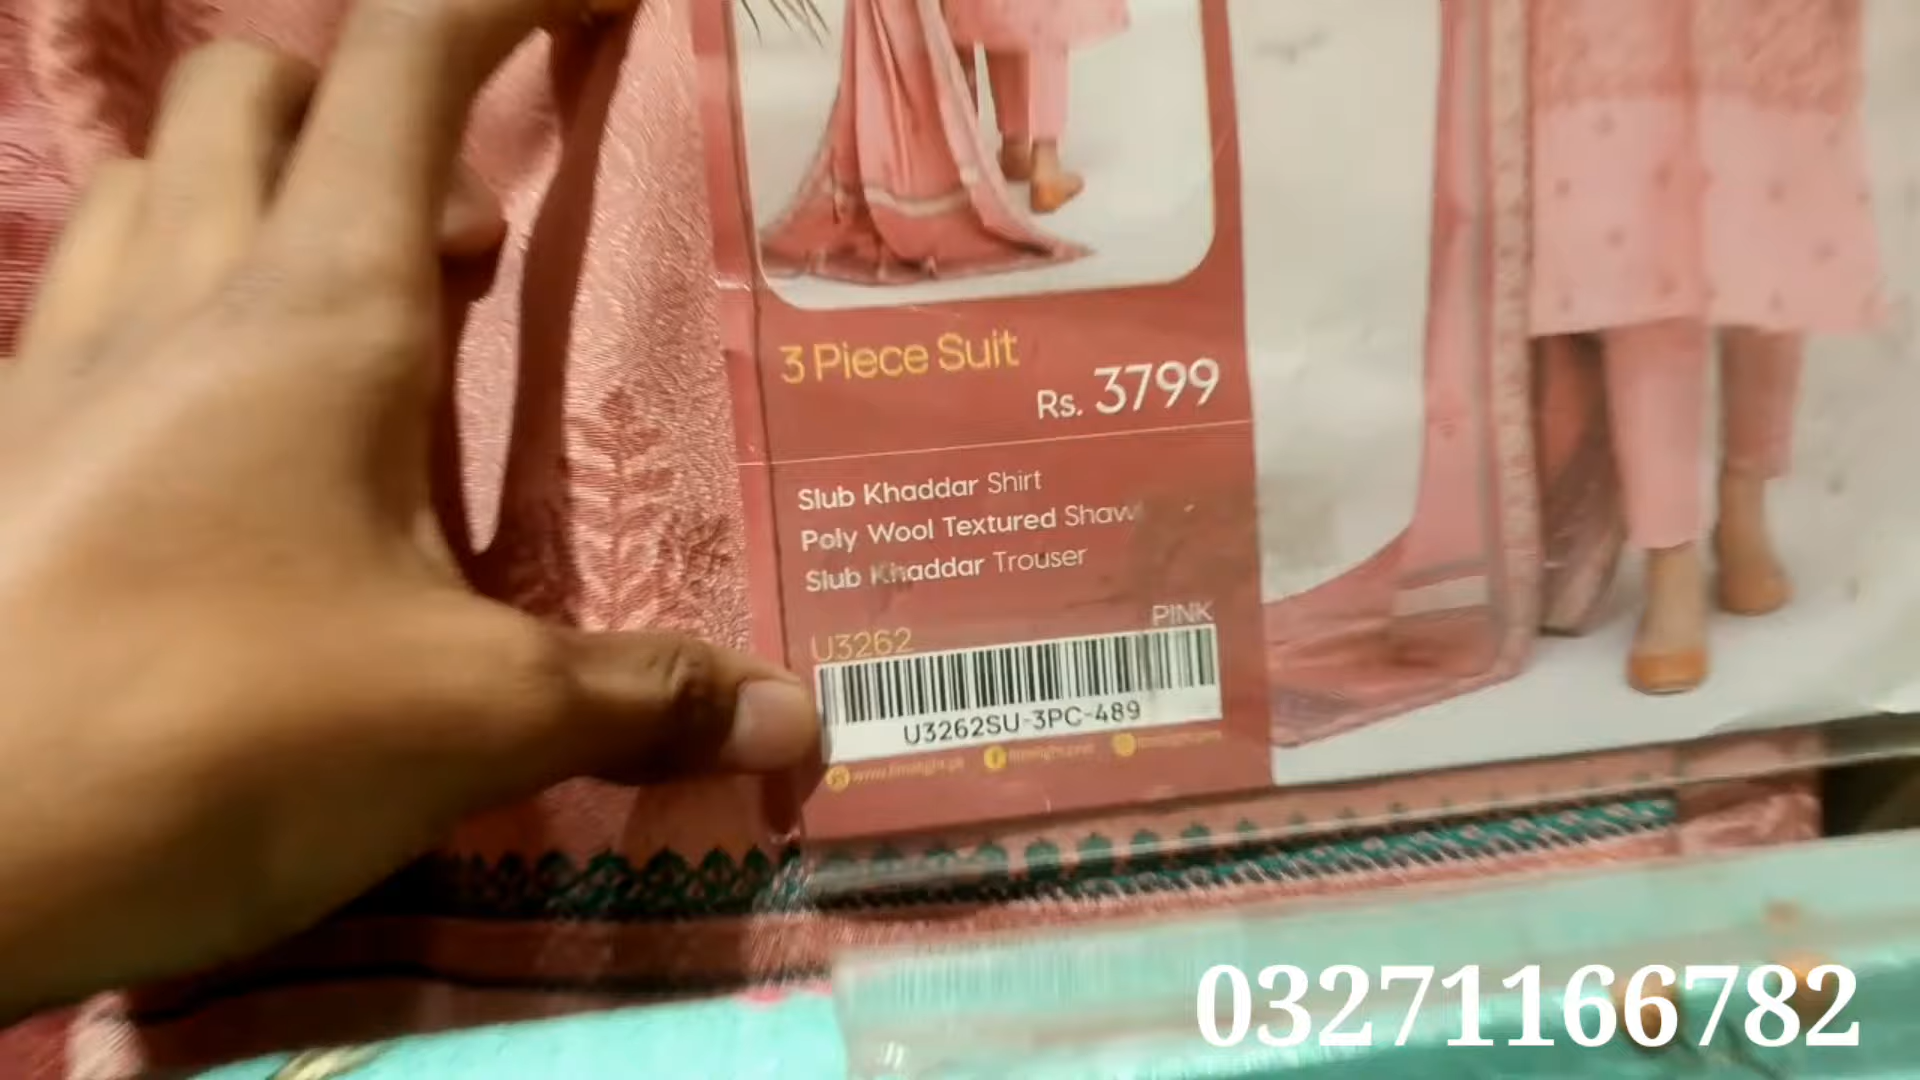 3 Piece Suit
Rs. 3799
Slub Khaddar Shirt
Poly Wool Textured Shawl
Slub Khaddar Trouser
PINK
U3262
U3262SU-3PC-489
03271166782